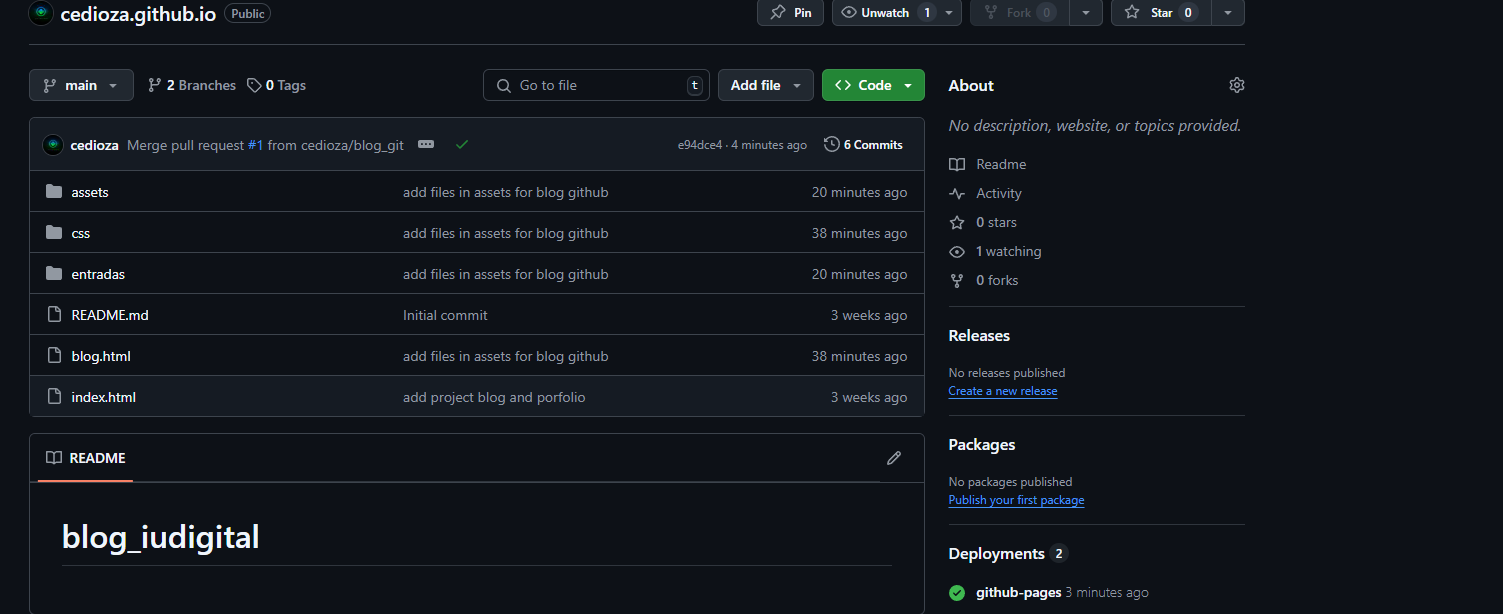 cedioza.github.io Public
Pin
Unwatch 1
Fork 0
Star 0
main
2 Branches
0 Tags
Go to file
t
Add file
<> Code
cedioza Merge pull request #1 from cedioza/blog_git
e94dce4 · 4 minutes ago
6 Commits
assets add files in assets for blog github 20 minutes ago
css add files in assets for blog github 38 minutes ago
entradas add files in assets for blog github 20 minutes ago
README.md Initial commit 3 weeks ago
blog.html add files in assets for blog github 38 minutes ago
index.html add project blog and porfolio 3 weeks ago
README
blog_iudigital
About
No description, website, or topics provided.
Readme
Activity
0 stars
1 watching
0 forks
Releases
No releases published
Create a new release
Packages
No packages published
Publish your first package
Deployments 2
github-pages 3 minutes ago